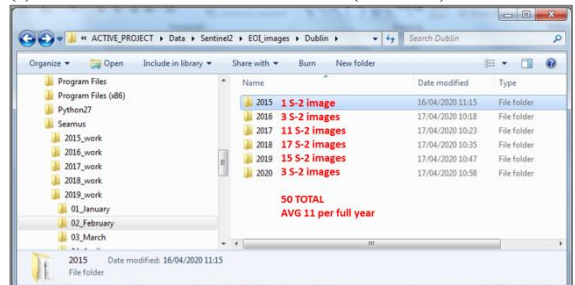 « ACTIVE_PROJECT ▸ Data ▸ Sentinel2 ▸ EOI_images ▸ Dublin ▸
Search Dublin
Organize ▾ Open Include in library ▾ Share with ▾ Burn New folder
Program Files
Program Files (x86)
Python27
Seamus
2015_work
2016_work
2017_work
2018_work
2019_work
01_January
02_February
03_March
Name Date modified Type
2015 1 S-2 image 16/04/2020 11:15 File folder
2016 3 S-2 images 17/04/2020 10:18 File folder
2017 11 S-2 images 17/04/2020 10:23 File folder
2018 17 S-2 images 17/04/2020 10:35 File folder
2019 15 S-2 images 17/04/2020 10:47 File folder
2020 3 S-2 images 17/04/2020 10:58 File folder
50 TOTAL
AVG 11 per full year
2015 Date modified: 16/04/2020 11:15
File folder